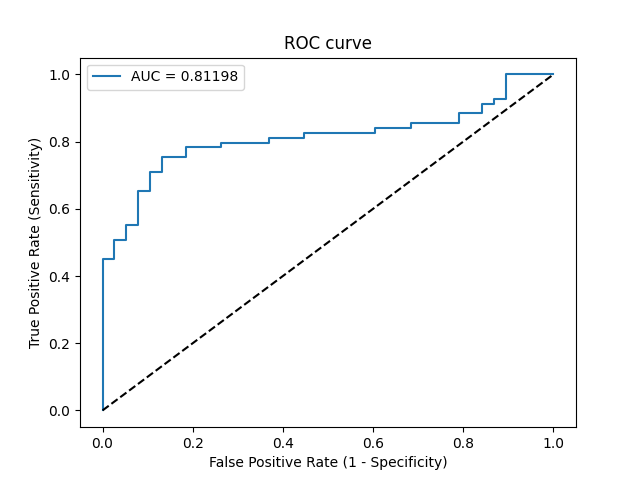 ROC curve
AUC = 0.81198
True Positive Rate (Sensitivity)
1.0
0.8
0.6
0.4
0.2
0.0
0.0 0.2 0.4 0.6 0.8 1.0
False Positive Rate (1 - Specificity)